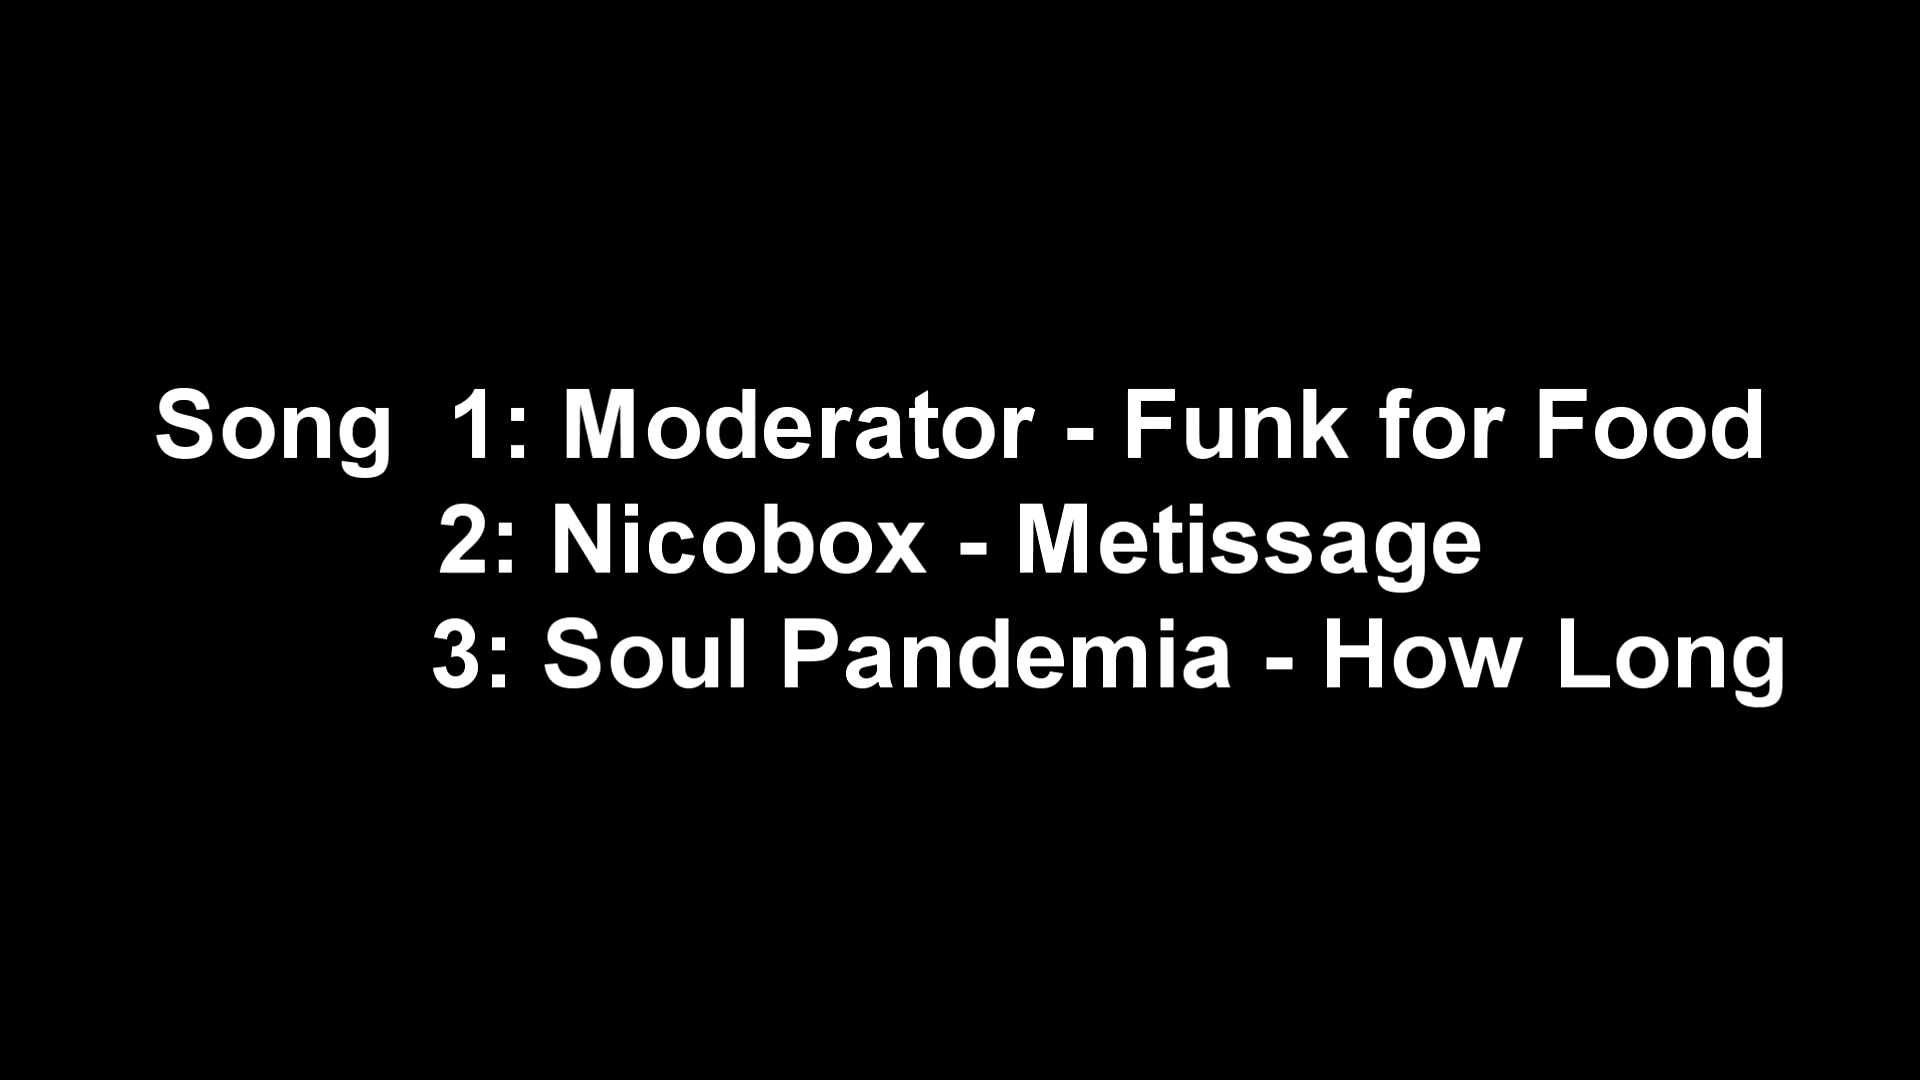 Song  1: Moderator - Funk for Food
2: Nicobox - Metissage
3: Soul Pandemia - How Long